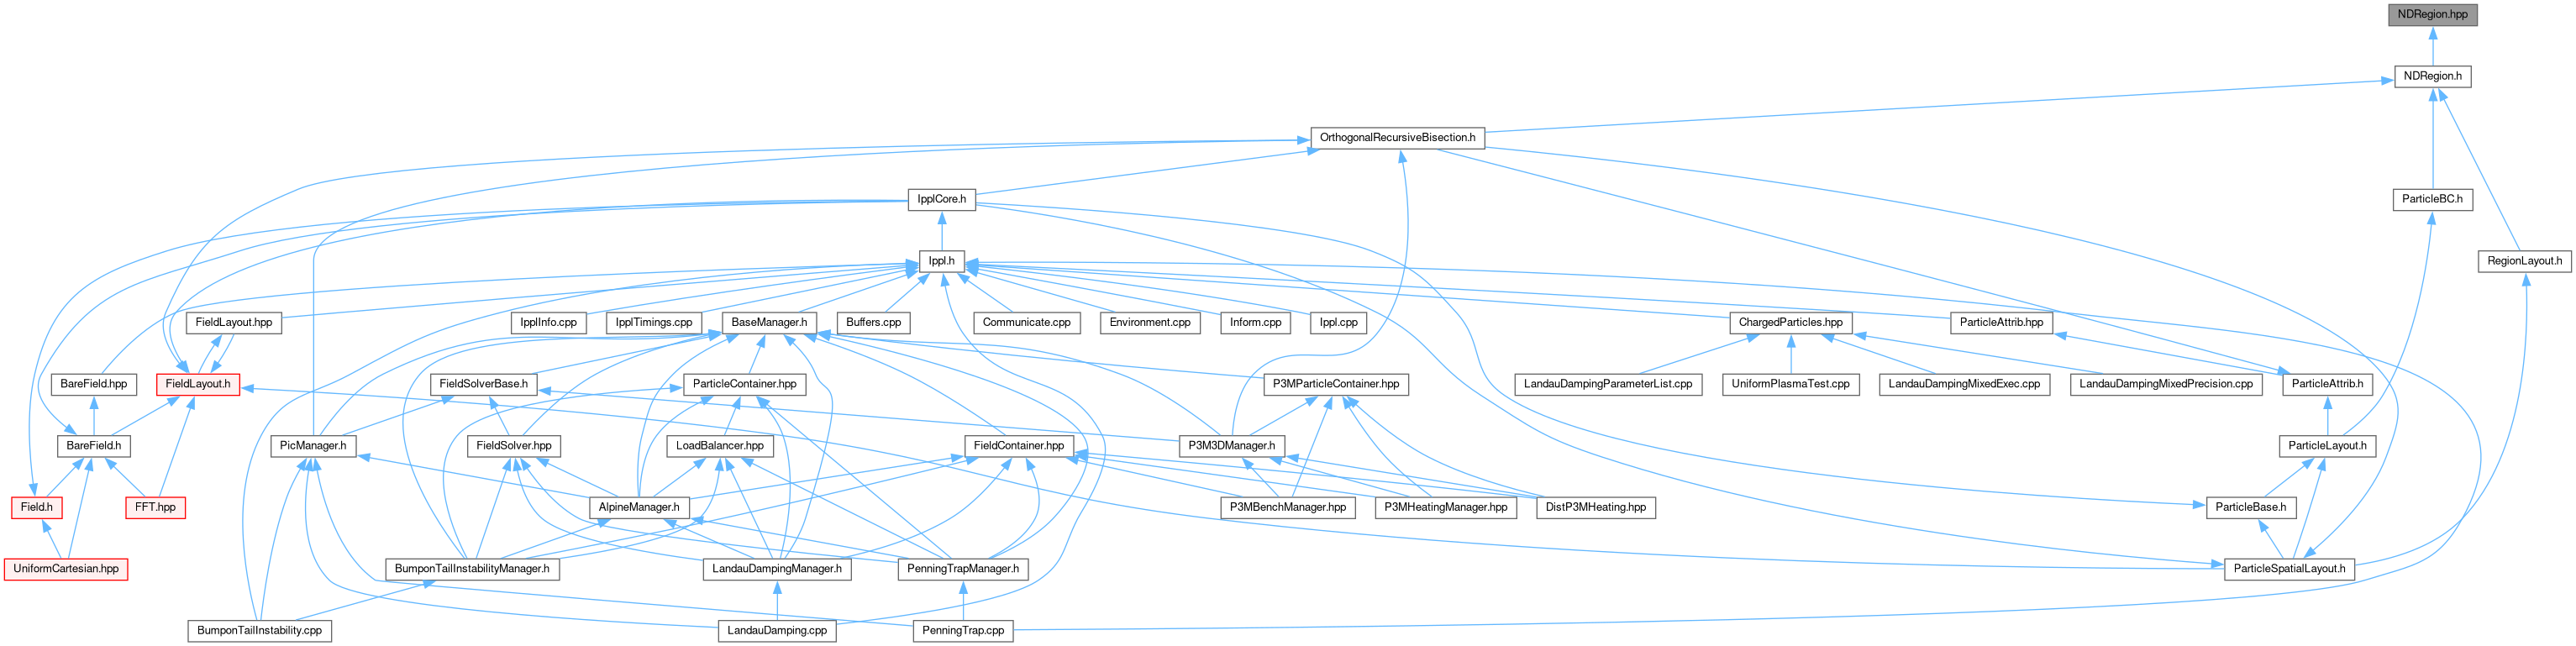 NDRegion.hpp
NDRegion.h
OrthogonalRecursiveBisection.h
IpplCore.h
ParticleBC.h
Ippl.h
RegionLayout.h
FieldLayout.hpp
IpplInfo.cpp
IpplTimings.cpp
BaseManager.h
Buffers.cpp
Communicate.cpp
Environment.cpp
Inform.cpp
Ippl.cpp
ChargedParticles.hpp
ParticleAttrib.hpp
BareField.hpp
FieldLayout.h
FieldSolverBase.h
ParticleContainer.hpp
P3MParticleContainer.hpp
LandauDampingParameterList.cpp
UniformPlasmaTest.cpp
LandauDampingMixedExec.cpp
LandauDampingMixedPrecision.cpp
ParticleAttrib.h
BareField.h
PicManager.h
FieldSolver.hpp
LoadBalancer.hpp
FieldContainer.hpp
P3M3DManager.h
ParticleLayout.h
Field.h
FFT.hpp
AlpineManager.h
P3MBenchManager.hpp
P3MHeatingManager.hpp
DistP3MHeating.hpp
ParticleBase.h
UniformCartesian.hpp
BumponTailInstabilityManager.h
LandauDampingManager.h
PenningTrapManager.h
ParticleSpatialLayout.h
BumponTailInstability.cpp
LandauDamping.cpp
PenningTrap.cpp